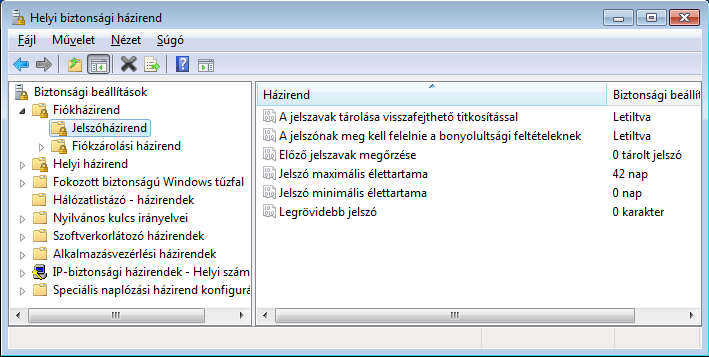 Helyi biztonsági házirend
Fájl Művelet Nézet Súgó
Biztonsági beállítások
Fiókházirend
Jelszóházirend
Fiókzárolási házirend
Helyi házirend
Fokozott biztonságú Windows tűzfal
Hálózatlistázó - házirendek
Nyilvános kulcs irányelvei
Szoftverkorlátozó házirendek
Alkalmazásvezérlési házirendek
IP-biztonsági házirendek - Helyi szám
Speciális naplózási házirend konfigurá
Házirend Biztonsági beállít
A jelszavak tárolása visszafejthető titkosítással Letiltva
A jelszónak meg kell felelnie a bonyolultsági feltételeknek Letiltva
Előző jelszavak megőrzése 0 tárolt jelszó
Jelszó maximális élettartama 42 nap
Jelszó minimális élettartama 0 nap
Legrövidebb jelszó 0 karakter